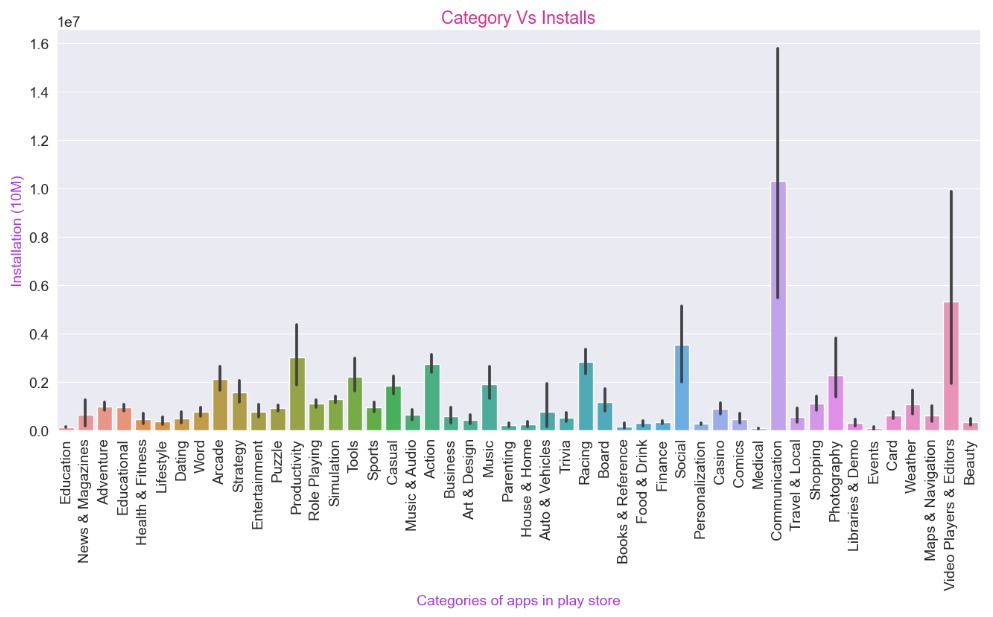 Category Vs Installs
1e7
1.6
1.4
1.2
1.0
0.8
0.6
0.4
0.2
0.0
Installation (10M)
Education
News & Magazines
Adventure
Educational
Health & Fitness
Lifestyle
Dating
Word
Arcade
Strategy
Entertainment
Puzzle
Productivity
Role Playing
Simulation
Tools
Sports
Casual
Music & Audio
Action
Business
Art & Design
Music
Parenting
House & Home
Auto & Vehicles
Trivia
Racing
Board
Books & Reference
Food & Drink
Finance
Social
Personalization
Casino
Comics
Medical
Communication
Travel & Local
Shopping
Photography
Libraries & Demo
Events
Card
Weather
Maps & Navigation
Video Players & Editors
Beauty
Categories of apps in play store